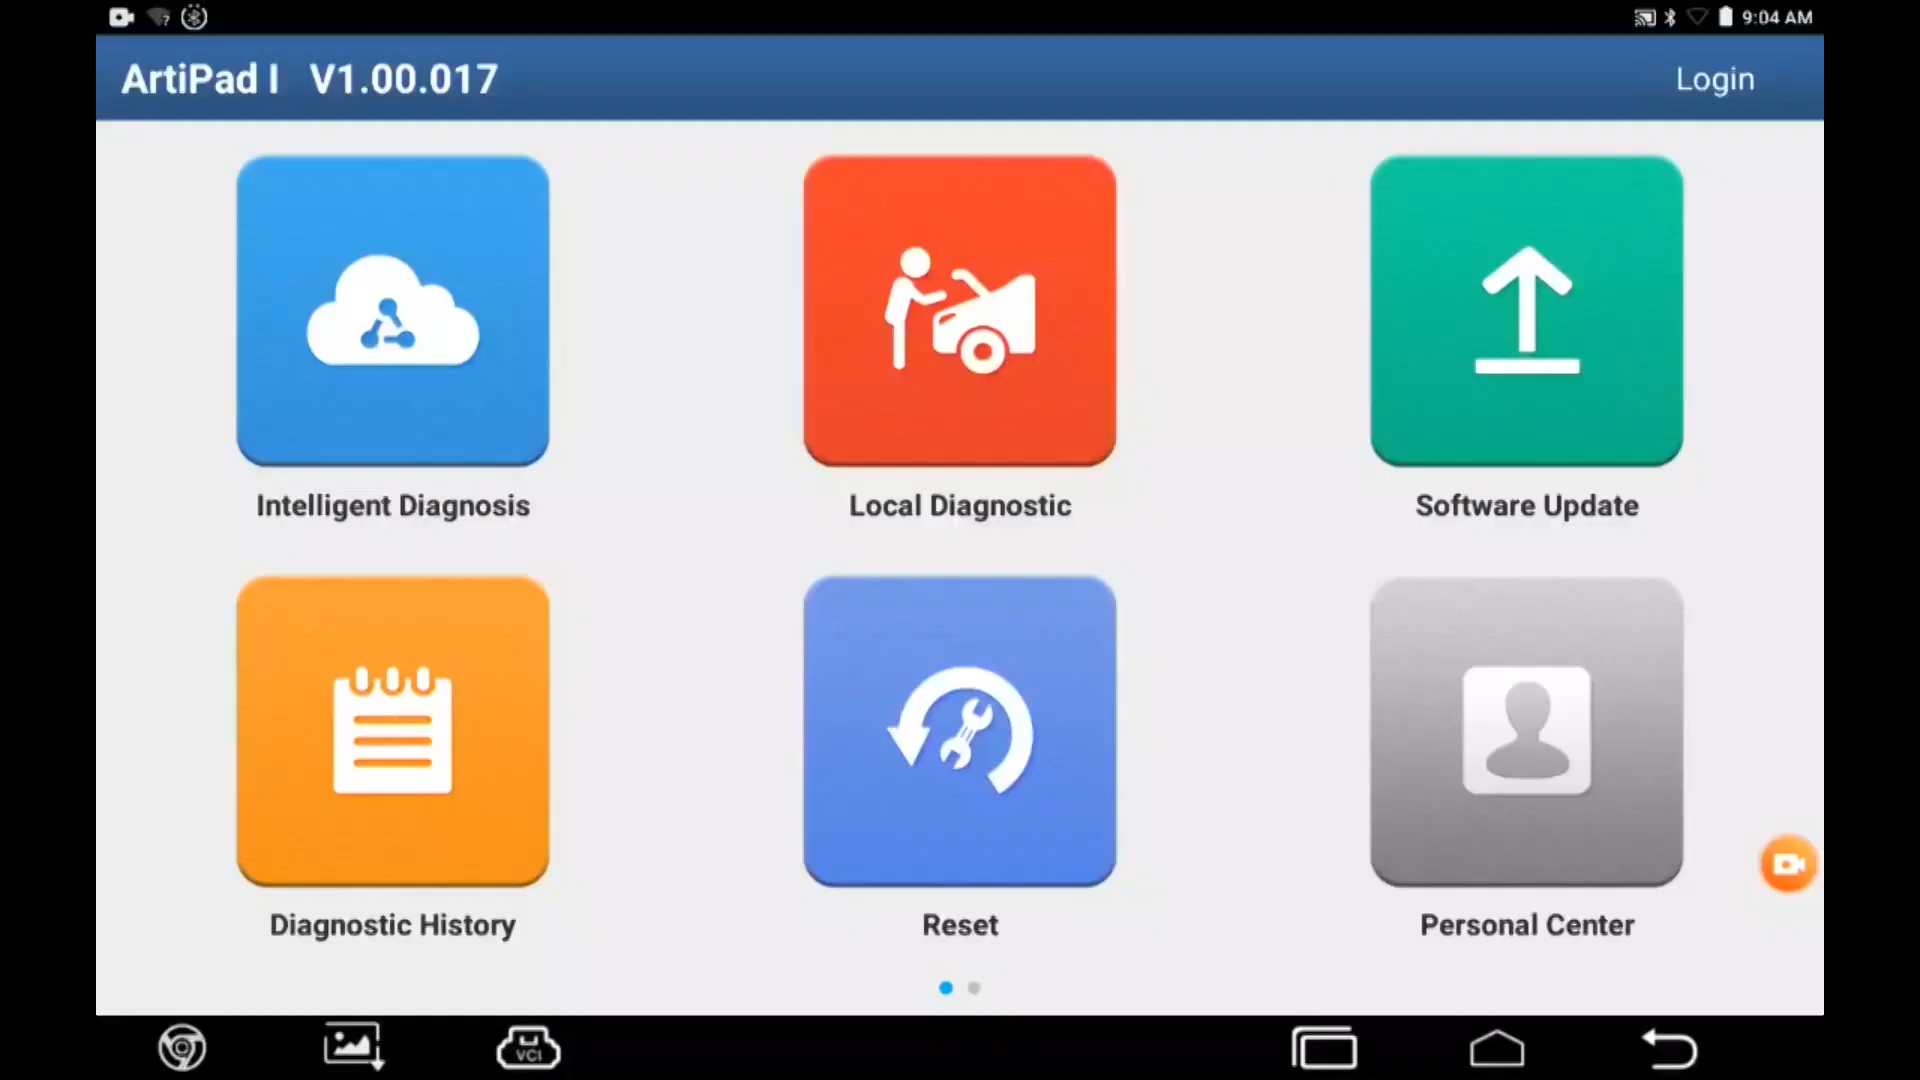 9:04 AM
ArtiPad I V1.00.017
Login
Intelligent Diagnosis
Local Diagnostic
Software Update
Diagnostic History
Reset
Personal Center
VCI